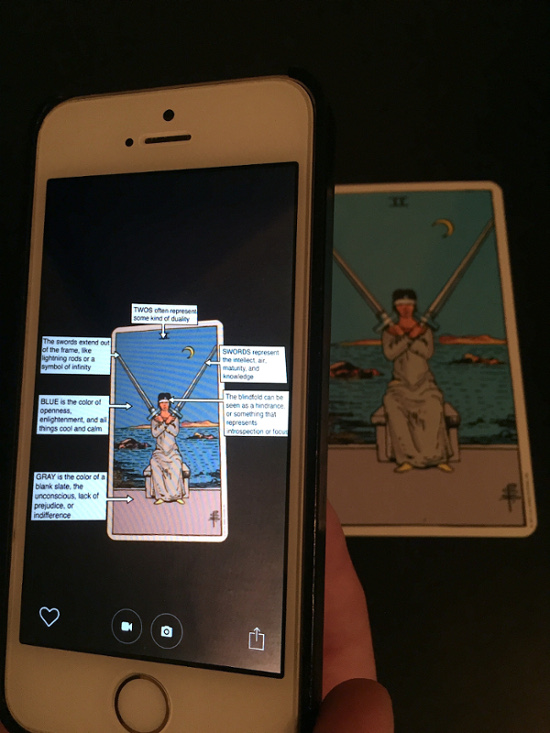 TWOS often represent
some kind of duality
The swords extend out
of the frame, like
lightning rods or a
symbol of infinity
SWORDS represent
the intellect, air,
maturity, and
knowledge
BLUE is the color of
openness,
enlightenment, and all
things cool and calm
The blindfold can be
seen as a hindrance
or something that
represents
introspection or focus
GRAY is the color of a
blank slate, the
unconscious, lack of
prejudice, or
indifference
II